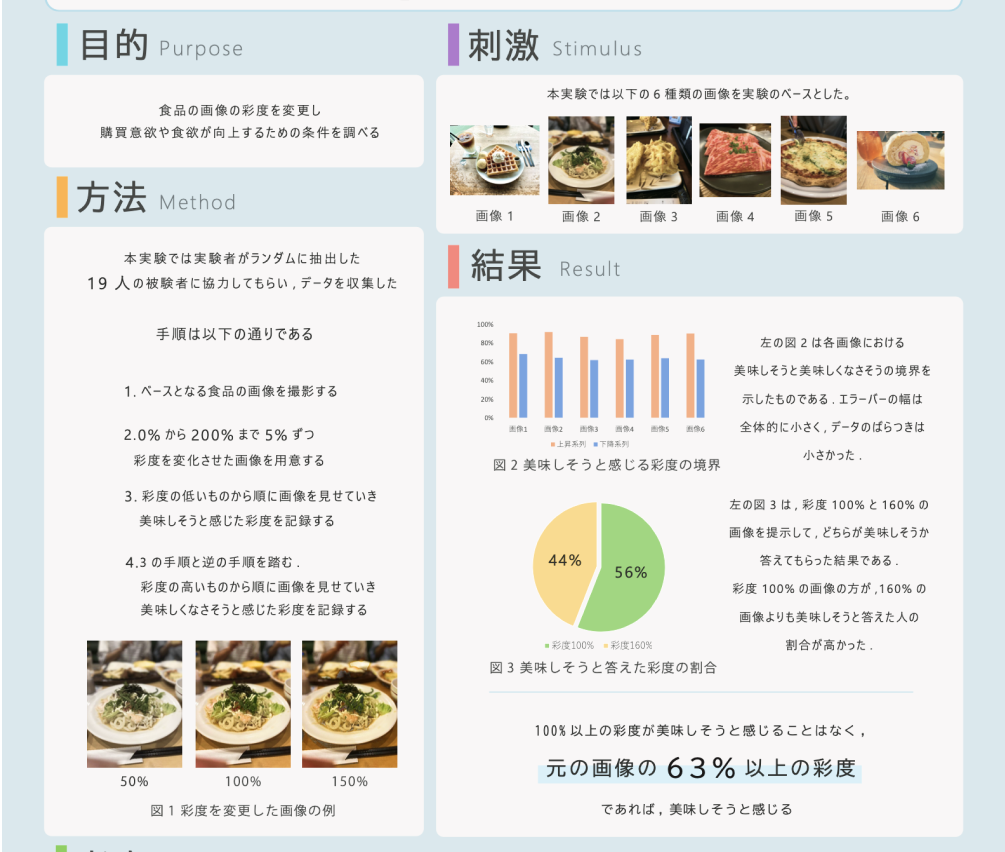 目的 Purpose
食品の画像の彩度を変更し
購買意欲や食欲が向上するための条件を調べる
方法 Method
本実験では実験者がランダムに抽出した
19 人の被験者に協力してもらい , データを収集した
手順は以下の通りである
1. ベースとなる食品の画像を撮影する
2.0% から 200% まで 5% ずつ
彩度を変化させた画像を用意する
3. 彩度の低いものから順に画像を見せていき
美味しそうと感じた彩度を記録する
4.3 の手順と逆の手順を踏む .
彩度の高いものから順に画像を見せていき
美味しくなさそうと感じた彩度を記録する
50%
100%
150%
図 1 彩度を変更した画像の例
刺激 Stimulus
本実験では以下の 6 種類の画像を実験のベースとした。
画像 1
画像 2
画像 3
画像 4
画像 5
画像 6
結果 Result
100%
80%
60%
40%
20%
0%
画像1
画像2
画像3
画像4
画像5
画像6
上昇系列 下降系列
図 2 美味しそうと感じる彩度の境界
左の図 2 は各画像における
美味しそうと美味しくなさそうの境界を
示したものである . エラーバーの幅は
全体的に小さく , データのばらつきは
小さかった .
44%
56%
彩度100% 彩度160%
図 3 美味しそうと答えた彩度の割合
左の図 3 は , 彩度 100% と 160% の
画像を提示して , どちらが美味しそうか
答えてもらった結果である .
彩度 100% の画像の方が ,160% の
画像よりも美味しそうと答えた人の
割合が高かった .
100% 以上の彩度が美味しそうと感じることはなく ,
元の画像の 63% 以上の彩度
であれば , 美味しそうと感じる